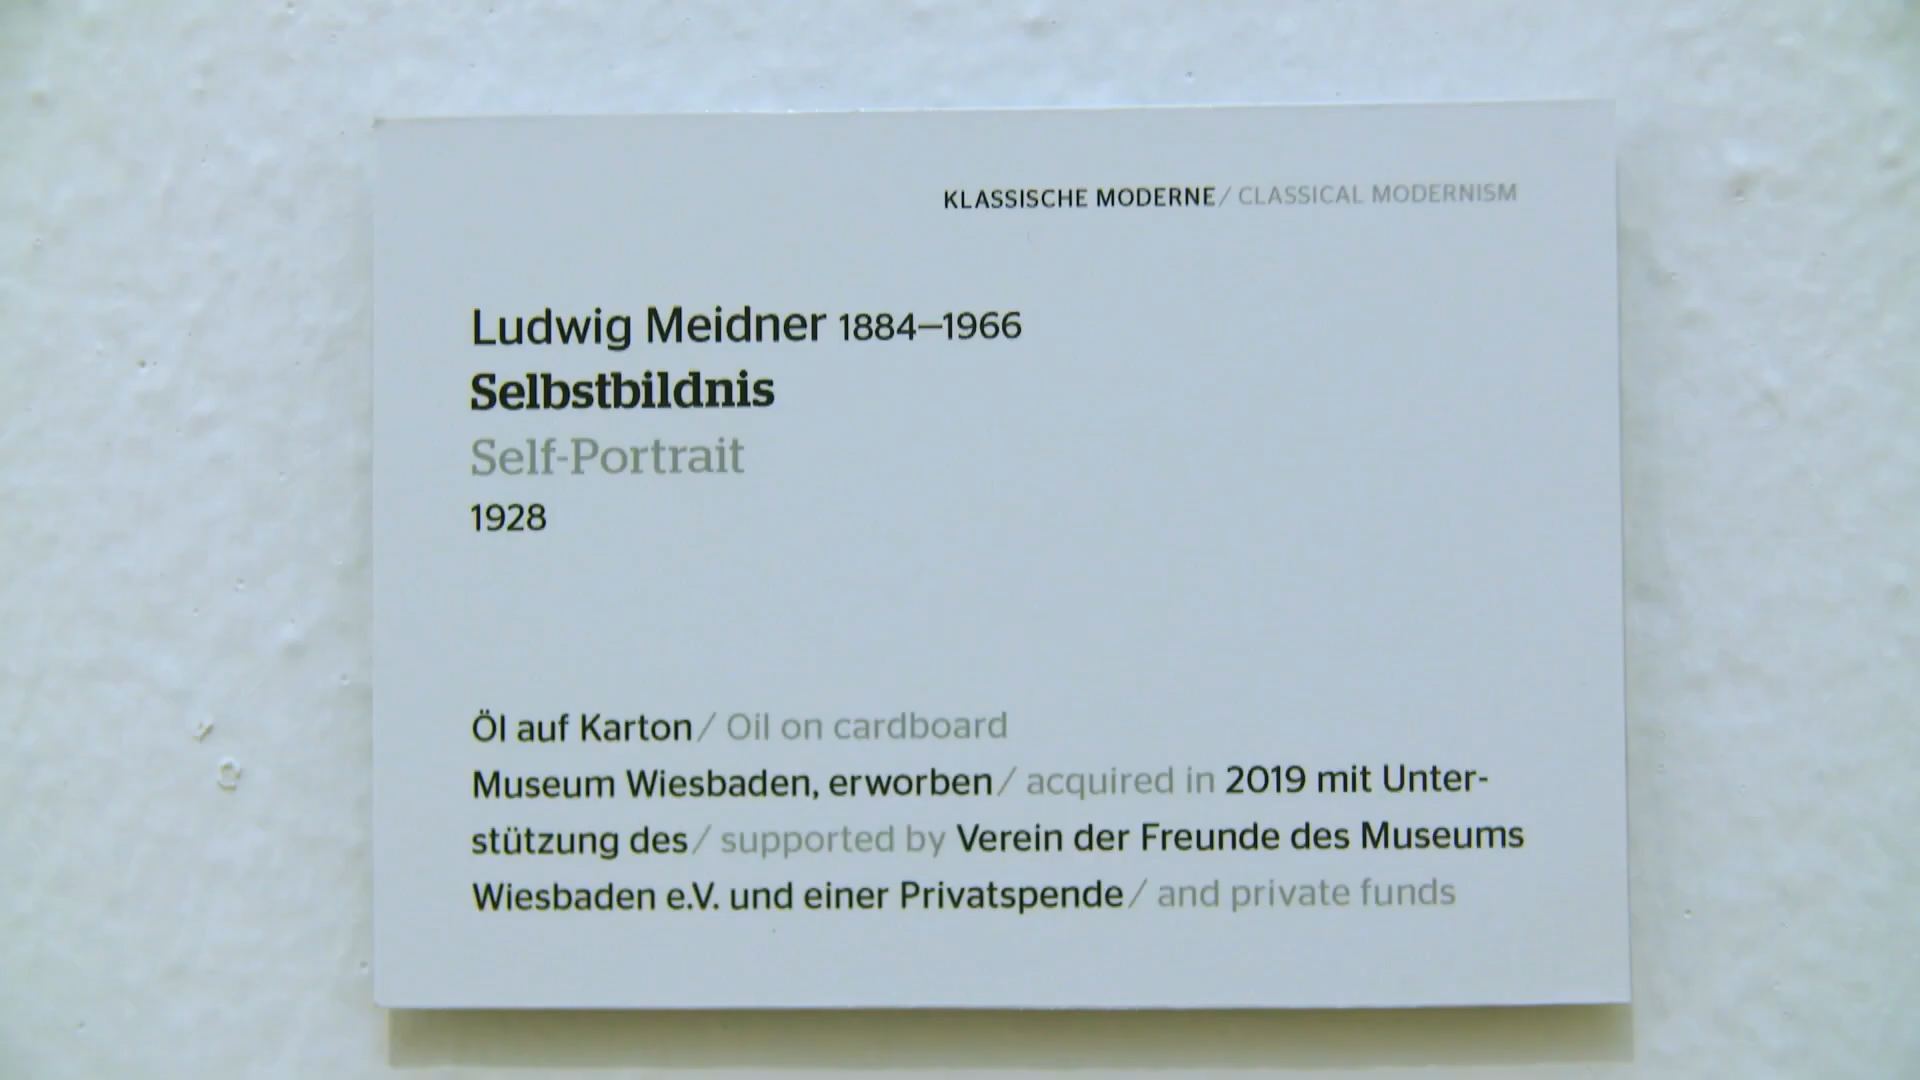 KLASSISCHE MODERNE / CLASSICAL MODERNISM
Ludwig Meidner 1884–1966
Selbstbildnis
Self-Portrait
1928
Öl auf Karton / Oil on cardboard
Museum Wiesbaden, erworben / acquired in 2019 mit Unter-
stützung des / supported by Verein der Freunde des Museums
Wiesbaden e.V. und einer Privatspende / and private funds